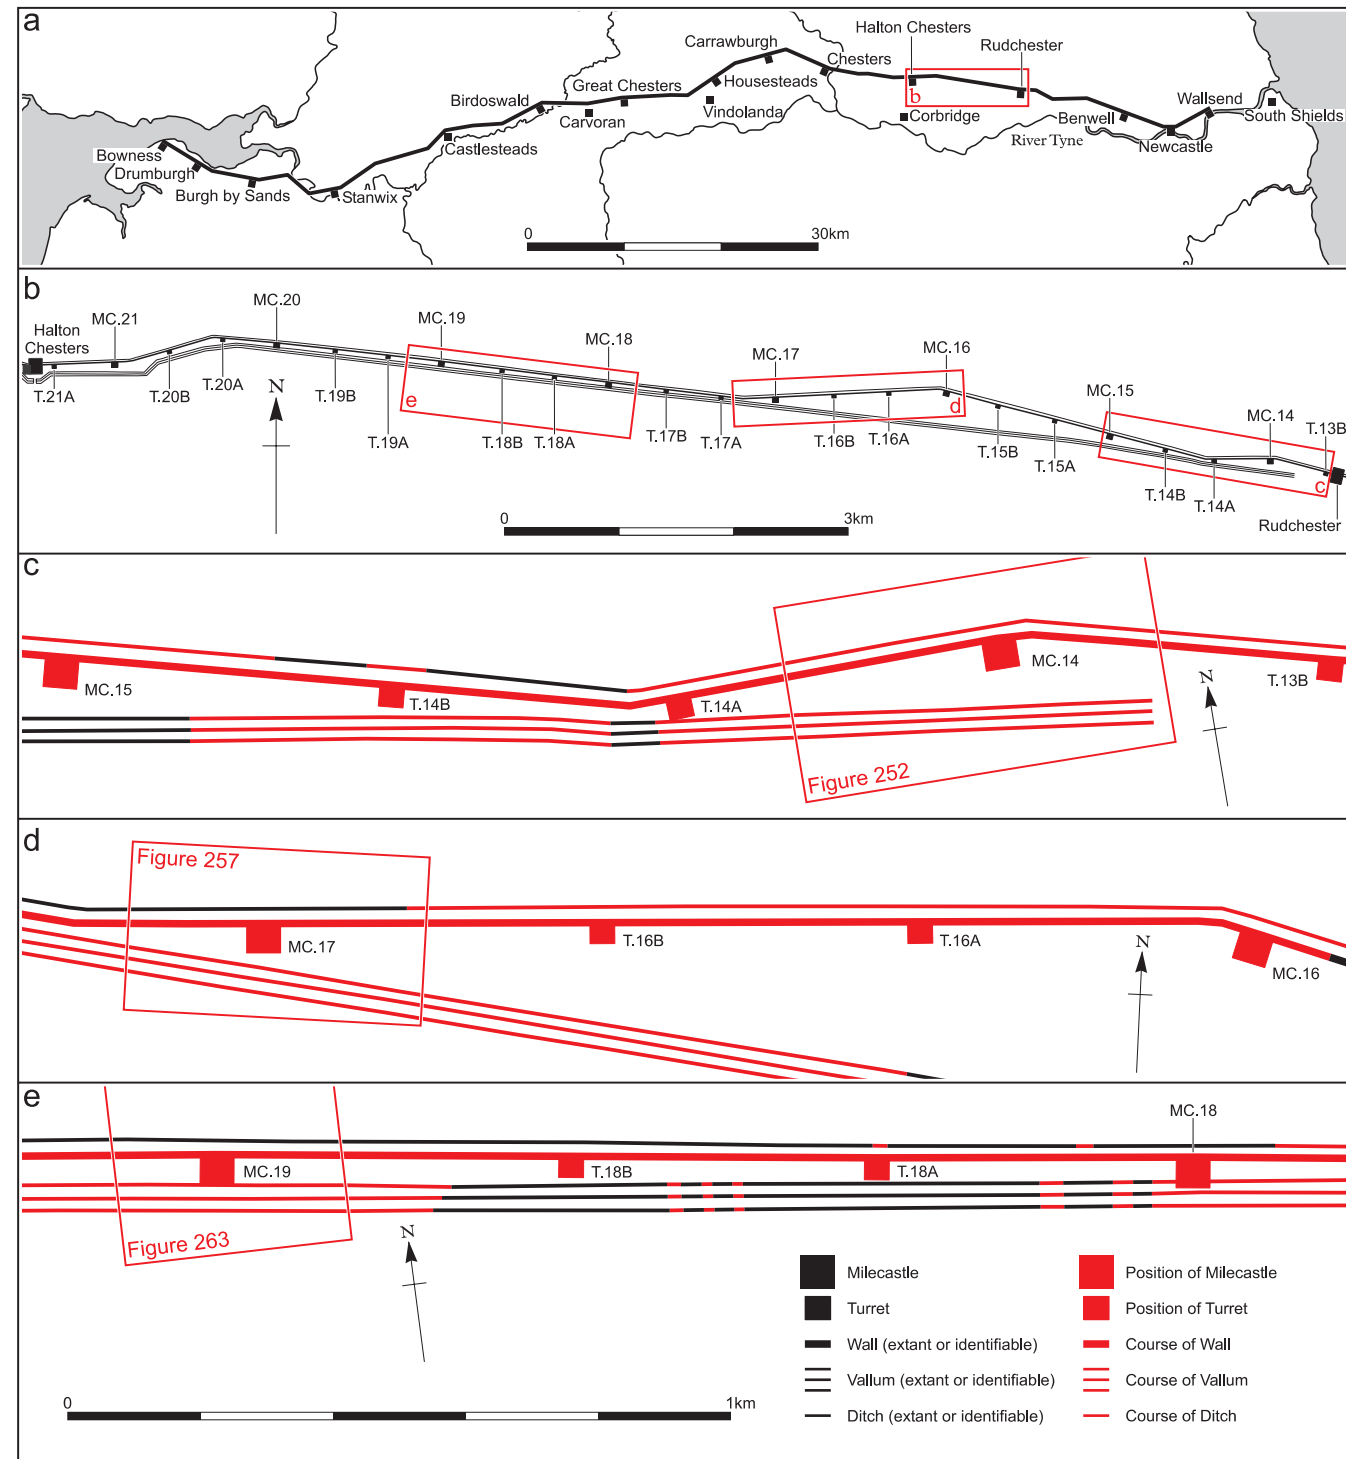 a
Halton Chesters
Carrawburgh
Rudchester
Chesters
Great Chesters
Housesteads
Birdoswald
Wallsend
b
Carvoran
Vindolanda
Corbridge
Benwell
South Shields
Castlesteads
River Tyne
Newcastle
Bowness
Drumburgh
Burgh by Sands
Stanwix
0
30km
b
MC.20
MC.21
MC.19
Halton
Chesters
MC.18
MC.17
MC.16
MC.15
MC.14
T.13B
T.21A
T.20B
T.20A
T.19B
N
T.19A
e
T.18B
T.18A
T.17B
T.17A
T.16B
T.16A
d
T.15B
T.15A
T.14B
T.14A
c
Rudchester
0
3km
c
MC.15
T.14B
T.14A
MC.14
T.13B
N
Figure 252
d
Figure 257
MC.17
T.16B
T.16A
N
MC.16
e
MC.18
MC.19
T.18B
T.18A
Figure 263
N
Milecastle
Position of Milecastle
Turret
Position of Turret
Wall (extant or identifiable)
Course of Wall
Vallum (extant or identifiable)
Course of Vallum
Ditch (extant or identifiable)
Course of Ditch
0
1km